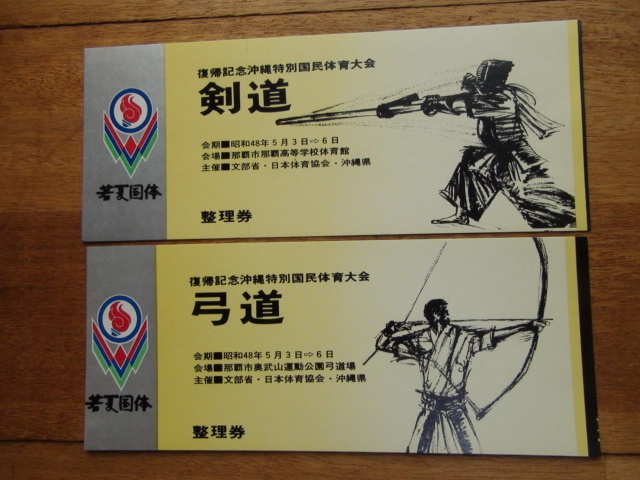 復帰記念沖縄特別国民体育大会
剣道
会期■昭和48年5月3日⇨6日
会場■那覇市那覇高等学校体育館
主催■文部省・日本体育協会・沖縄県
整理券
若夏国体
復帰記念沖縄特別国民体育大会
弓道
会期■昭和48年5月3日⇨6日
会場■那覇市奥武山運動公園弓道場
主催■文部省・日本体育協会・沖縄県
整理券
若夏国体